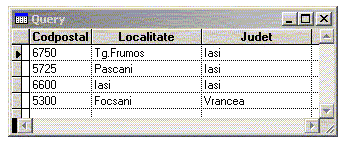 Query
Codpostal Localitate Judet
6750 Tg.Frumos Iasi
5725 Pascani Iasi
6600 Iasi Iasi
5300 Focsani Vrancea